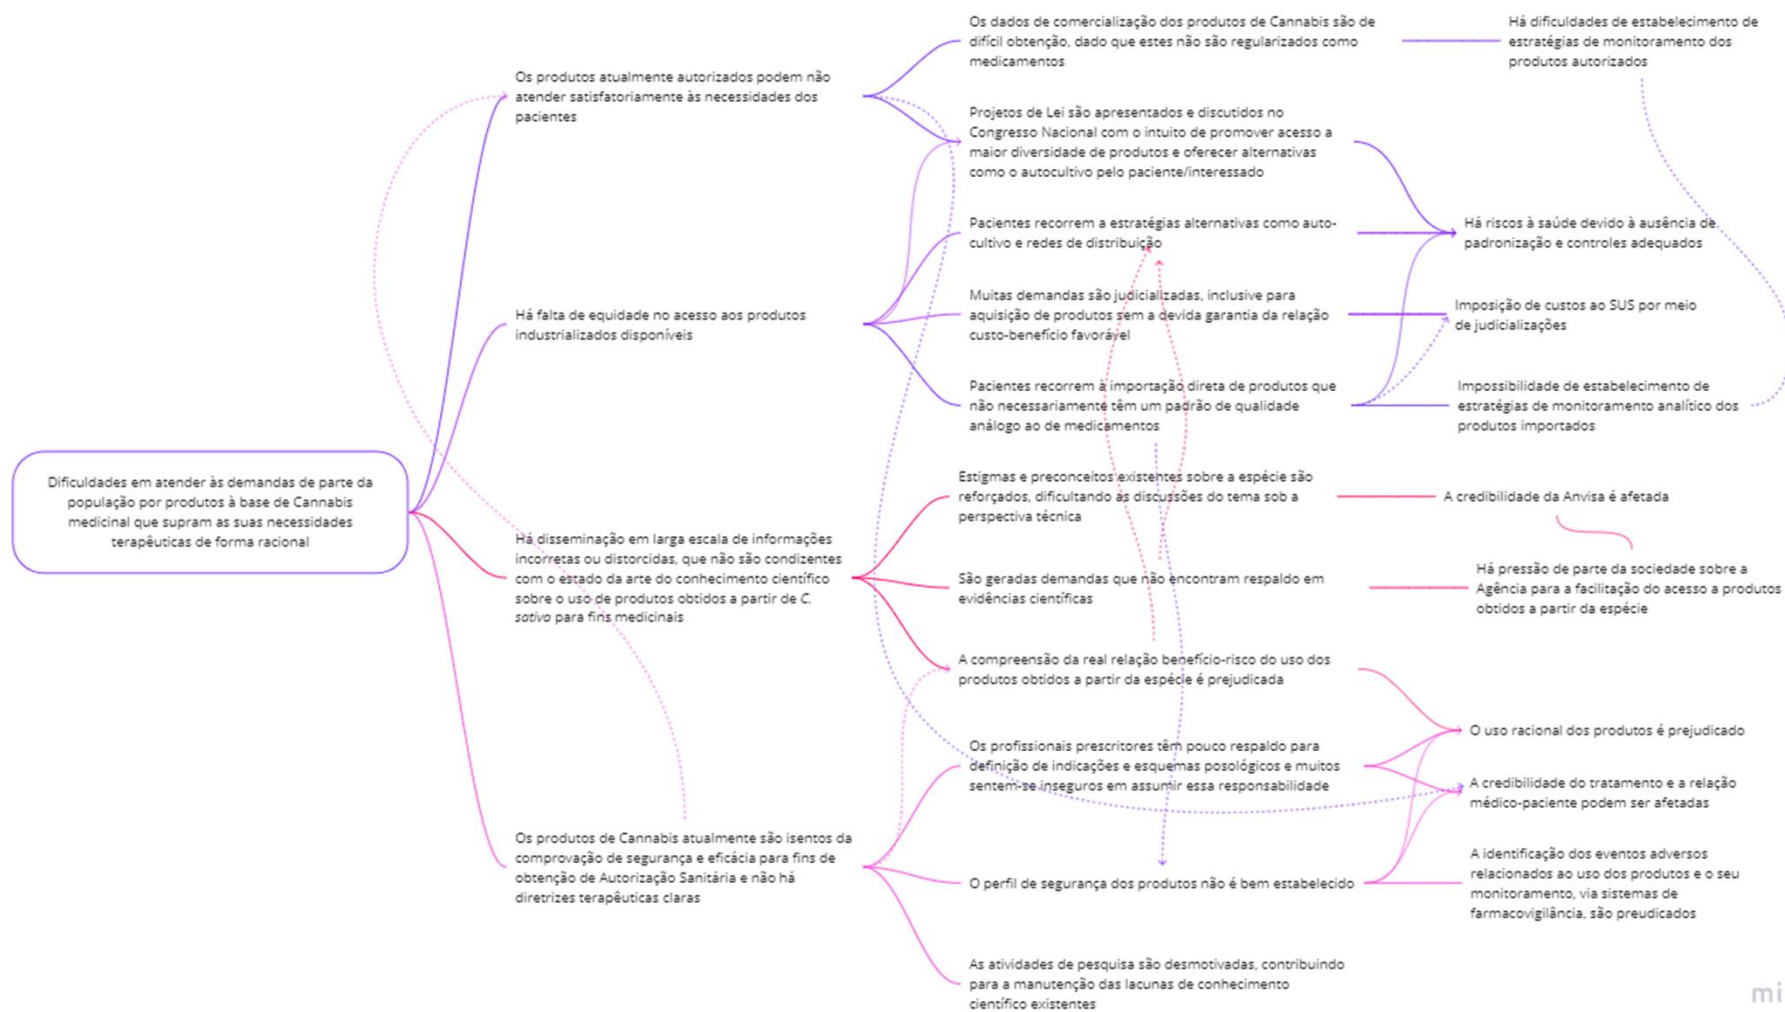 Dificuldades em atender às demandas de parte da
população por produtos à base de Cannabis
medicinal que supram as suas necessidades
terapêuticas de forma racional
Os produtos atualmente autorizados podem não
atender satisfatoriamente às necessidades dos
pacientes
Há falta de equidade no acesso aos produtos
industrializados disponíveis
Há disseminação em larga escala de informações
incorretas ou distorcidas, que não são condizentes
com o estado da arte do conhecimento científico
sobre o uso de produtos obtidos a partir de C.
sativa para fins medicinais
Os produtos de Cannabis atualmente são isentos da
comprovação de segurança e eficácia para fins de
obtenção de Autorização Sanitária e não há
diretrizes terapêuticas claras
Os dados de comercialização dos produtos de Cannabis são de
difícil obtenção, dado que estes não são regularizados como
medicamentos
Projetos de Lei são apresentados e discutidos no
Congresso Nacional com o intuito de promover acesso a
maior diversidade de produtos e oferecer alternativas
como o autocultivo pelo paciente/interessado
Pacientes recorrem a estratégias alternativas como auto-
cultivo e redes de distribuição
Muitas demandas são judicializadas, inclusive para
aquisição de produtos sem a devida garantia da relação
custo-benefício favorável
Pacientes recorrem à importação direta de produtos que
não necessariamente têm um padrão de qualidade
análogo ao de medicamentos
Estigmas e preconceitos existentes sobre a espécie são
reforçados, dificultando as discussões do tema sob a
perspectiva técnica
São geradas demandas que não encontram respaldo em
evidências científicas
A compreensão da real relação benefício-risco do uso dos
produtos obtidos a partir da espécie é prejudicada
Os profissionais prescritores têm pouco respaldo para
definição de indicações e esquemas posológicos e muitos
sentem-se inseguros em assumir essa responsabilidade
O perfil de segurança dos produtos não é bem estabelecido
As atividades de pesquisa são desmotivadas, contribuindo
para a manutenção das lacunas de conhecimento
científico existentes
Há dificuldades de estabelecimento de
estratégias de monitoramento dos
produtos autorizados
Há riscos à saúde devido à ausência de
padronização e controles adequados
Imposição de custos ao SUS por meio
de judicializações
Impossibilidade de estabelecimento de
estratégias de monitoramento analítico dos
produtos importados
A credibilidade da Anvisa é afetada
Há pressão de parte da sociedade sobre a
Agência para a facilitação do acesso a produtos
obtidos a partir da espécie
O uso racional dos produtos é prejudicado
A credibilidade do tratamento e a relação
médico-paciente podem ser afetadas
A identificação dos eventos adversos
relacionados ao uso dos produtos e o seu
monitoramento, via sistemas de
farmacovigilância, são preudicados
mi